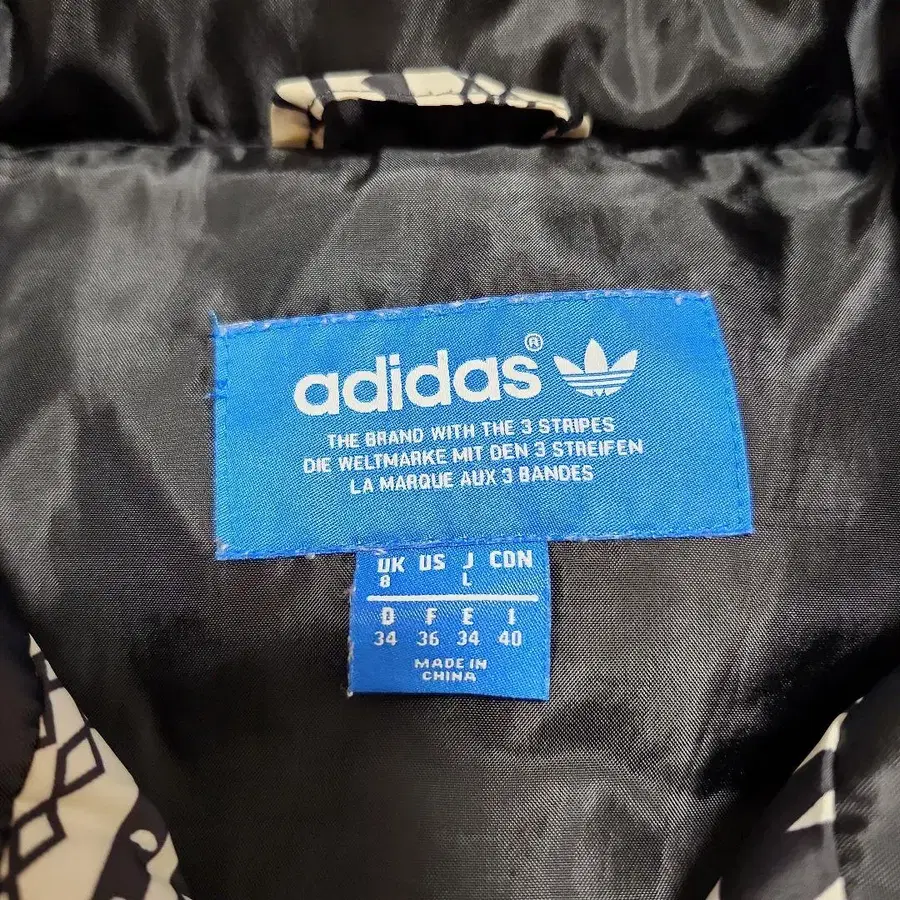 adidas®
THE BRAND WITH THE 3 STRIPES
DIE WELTMARKE MIT DEN 3 STREIFEN
LA MARQUE AUX 3 BANDES
UK US J CDN
8 L
D F E I
34 36 34 40
MADE IN
CHINA